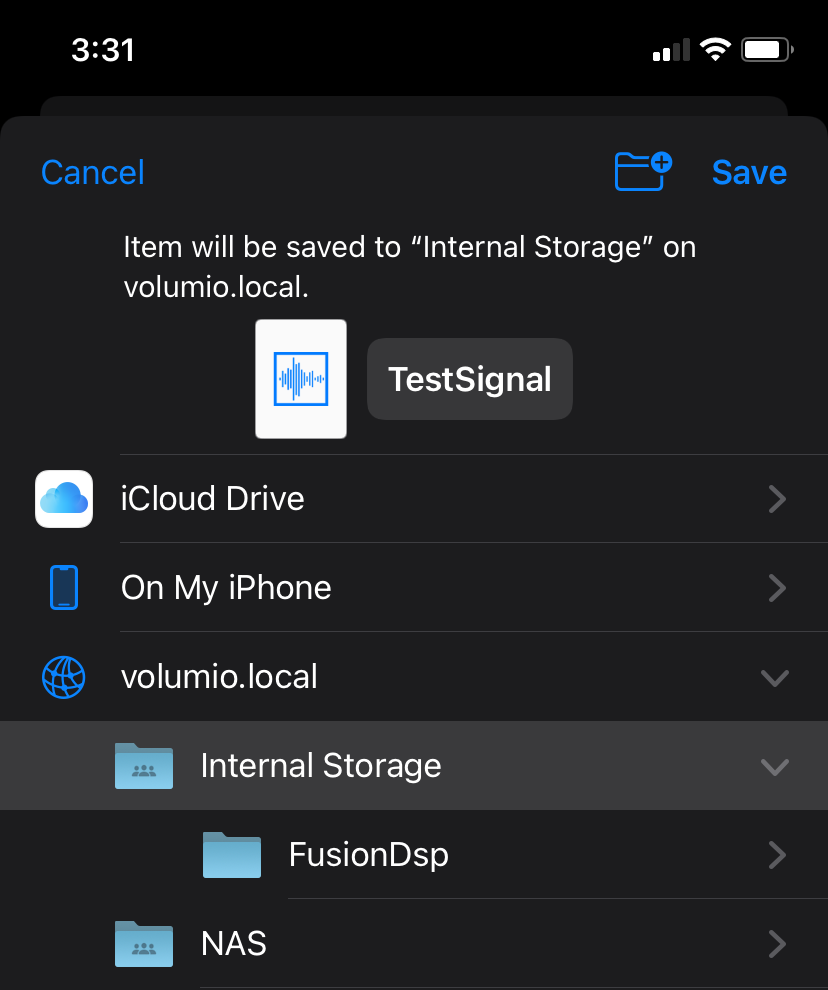 3:31
Cancel
Save
Item will be saved to “Internal Storage” on
volumio.local.
TestSignal
iCloud Drive
On My iPhone
volumio.local
Internal Storage
FusionDsp
NAS